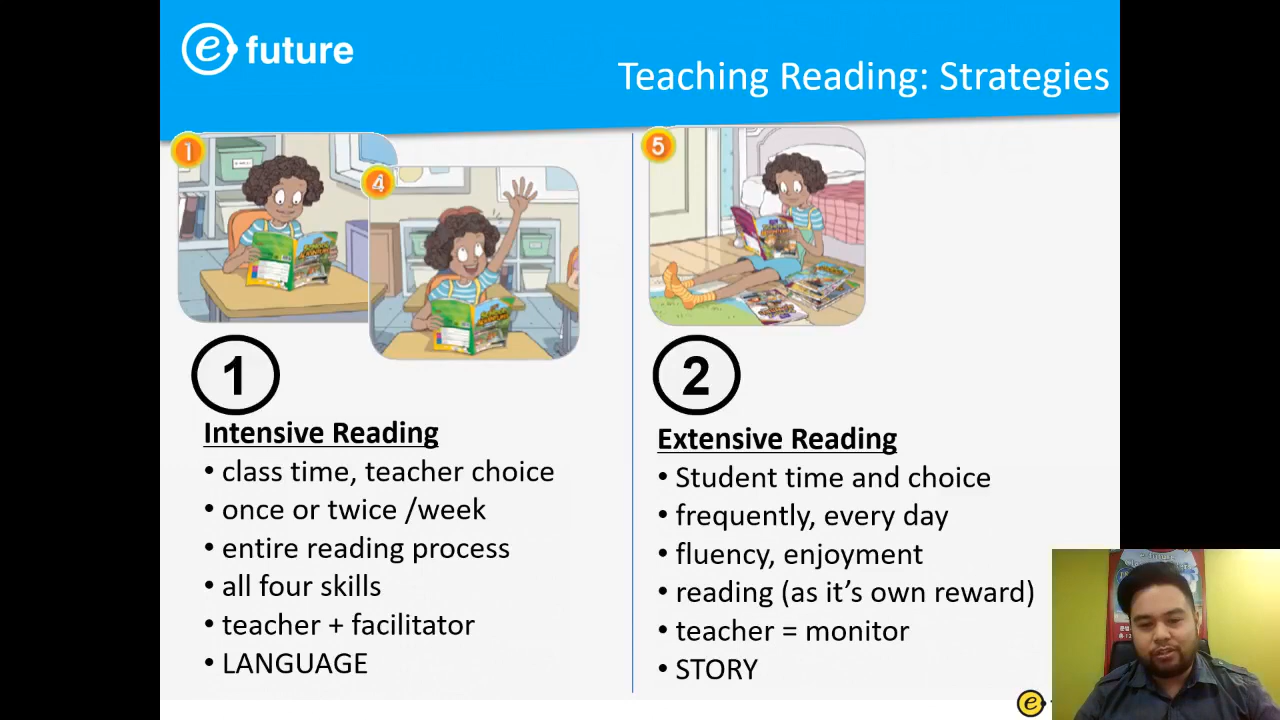 e future
Teaching Reading: Strategies
1
4
5
1
2
Intensive Reading
• class time, teacher choice
• once or twice /week
• entire reading process
• all four skills
• teacher + facilitator
• LANGUAGE
Extensive Reading
• Student time and choice
• frequently, every day
• fluency, enjoyment
• reading (as it’s own reward)
• teacher = monitor
• STORY
e